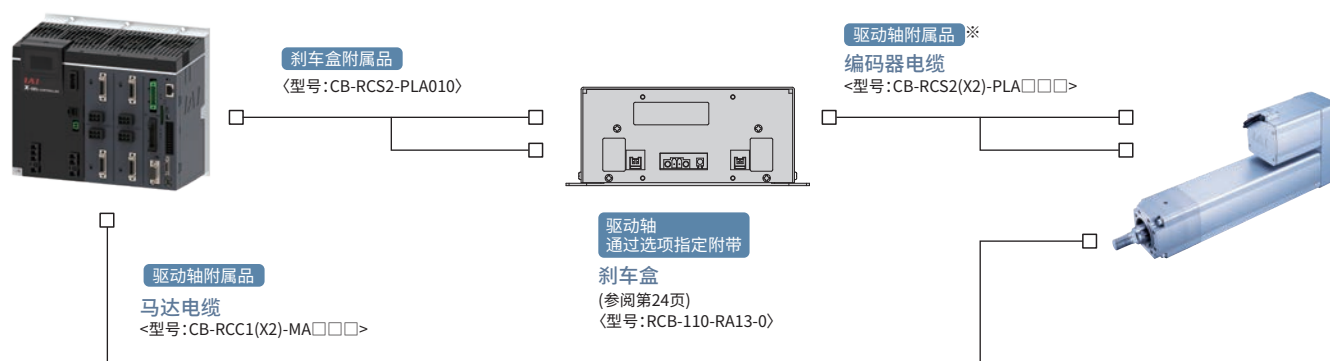 刹车盒附属品
〈型号：CB-RCS2-PLA010〉
驱动轴附属品 ※
编码器电缆
<型号：CB-RCS2(X2)-PLA□□□>
驱动轴附属品
马达电缆
<型号：CB-RCC1(X2)-MA□□□>
驱动轴
通过选项指定附带
刹车盒
(参阅第24页)
〈型号：RCB-110-RA13-0〉
IAI